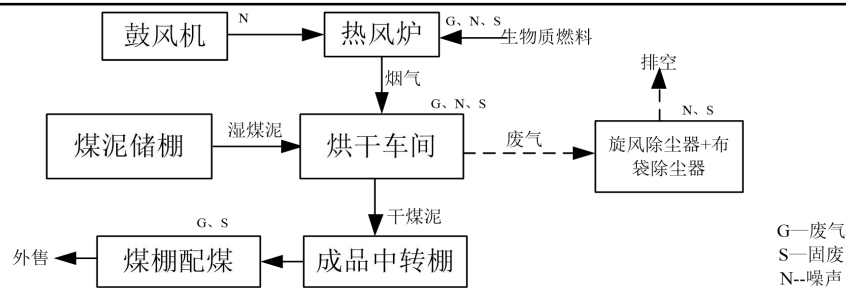 N
G、N、S
鼓风机
热风炉
生物质燃料
烟气
排空
G、N、S
N、S
煤泥储棚
湿煤泥
烘干车间
废气
旋风除尘器+布
袋除尘器
干煤泥
G、S
外售
煤棚配煤
成品中转棚
G—废气
S—固废
N--噪声